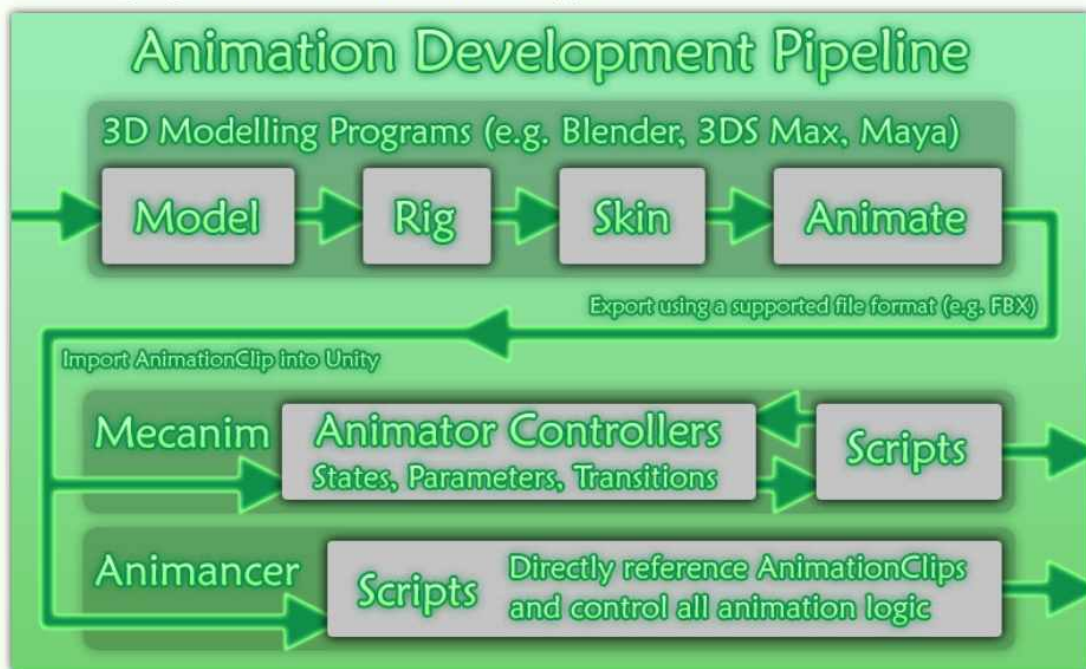 Animation Development Pipeline
3D Modelling Programs (e.g. Blender, 3DS Max, Maya)
Model
Rig
Skin
Animate
Export using a supported file format (e.g. FBX)
Import AnimationClip into Unity
Mecanim
Animator Controllers
States, Parameters, Transitions
Scripts
Animancer
Scripts
Directly reference AnimationClips
and control all animation logic